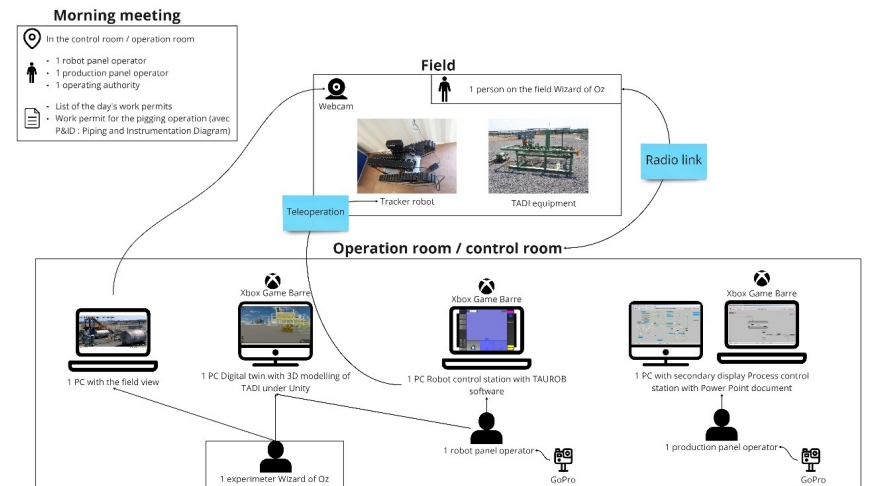 Morning meeting
In the control room / operation room
- 1 robot panel operator
- 1 production panel operator
- 1 operating authority
- List of the day's work permits
- Work permit for the pigging operation (avec
P&ID : Piping and Instrumentation Diagram)
Field
Webcam
1 person on the field Wizard of Oz
Tracker robot
TADI equipment
Radio link
Teleoperation
Operation room / control room
Xbox Game Barre
Xbox Game Barre
Xbox Game Barre
1 PC with the field view
1 PC Digital twin with 3D modelling of
TADI under Unity
1 PC Robot control station with TAUROB
software
1 PC with secondary display Process control
station with Power Point document
1 robot panel operator
GoPro
1 production panel operator
GoPro
1 experimenter Wizard of Oz